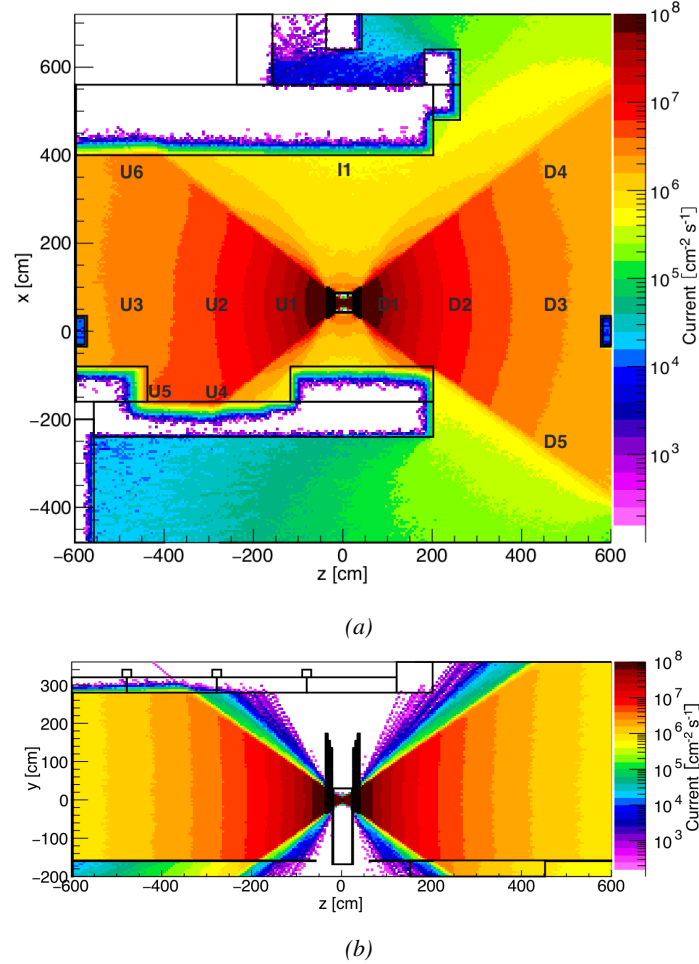 10^8
600
10^7
400
U6
I1
D4
10^6
200
x [cm]
U3
U2
U1
D1
D2
D3
10^5
0
U5
U4
10^4
−200
D5
10^3
−400
Current [cm^-2 s^-1]
−600
−400
−200
0
200
400
600
z [cm]
(a)
10^8
300
10^7
200
10^6
y [cm]
100
10^5
0
10^4
−100
10^3
−200
Current [cm^-2 s^-1]
−600
−400
−200
0
200
400
600
z [cm]
(b)